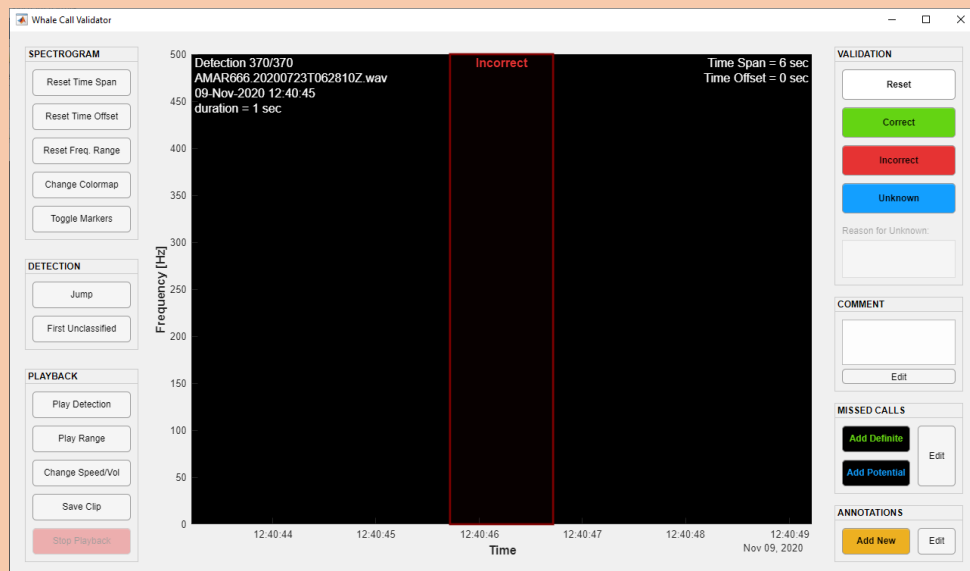 Whale Call Validator
SPECTROGRAM
Reset Time Span
Reset Time Offset
Reset Freq. Range
Change Colormap
Toggle Markers
DETECTION
Jump
First Unclassified
PLAYBACK
Play Detection
Play Range
Change Speed/Vol
Save Clip
Stop Playback
Detection 370/370
AMAR666.20200723T062810Z.wav
09-Nov-2020 12:40:45
duration = 1 sec
Incorrect
Time Span = 6 sec
Time Offset = 0 sec
Frequency [Hz]
500
450
400
350
300
250
200
150
100
50
0
12:40:44
12:40:45
12:40:46
12:40:47
12:40:48
12:40:49
Time
Nov 09, 2020
VALIDATION
Reset
Correct
Incorrect
Unknown
Reason for Unknown:
COMMENT
Edit
MISSED CALLS
Add Definite
Add Potential
Edit
ANNOTATIONS
Add New
Edit